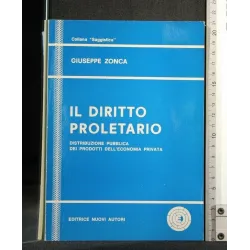 Collana "Saggistica"
GIUSEPPE ZONCA
IL DIRITTO
PROLETARIO
DISTRIBUZIONE PUBBLICA
DEI PRODOTTI DELL'ECONOMIA PRIVATA
EDITRICE NUOVI AUTORI